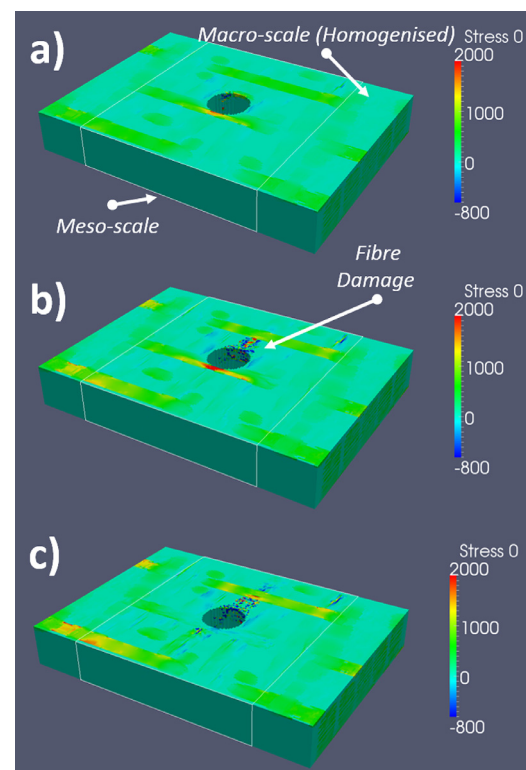 a)
Macro-scale (Homogenised)
Stress 0
2000
1000
0
-800
Meso-scale
b)
Fibre
Damage
Stress 0
2000
1000
0
-800
c)
Stress 0
2000
1000
0
-800